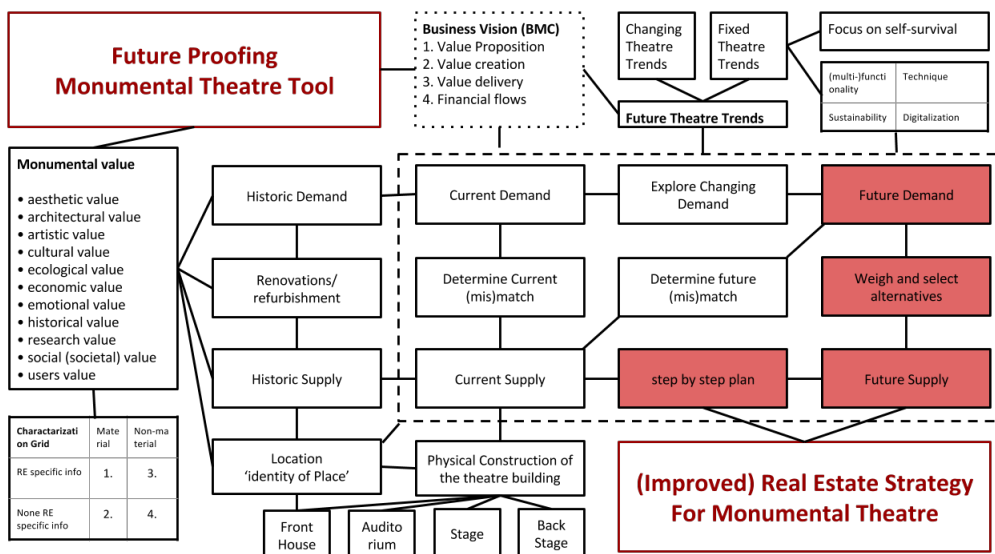 Future Proofing
Monumental Theatre Tool
Business Vision (BMC)
1. Value Proposition
2. Value creation
3. Value delivery
4. Financial flows
Changing
Theatre
Trends
Fixed
Theatre
Trends
Focus on self-survival
(multi-)functi
onality
Technique
Sustainability
Digitalization
Future Theatre Trends
Monumental value
• aesthetic value
• architectural value
• artistic value
• cultural value
• ecological value
• economic value
• emotional value
• historical value
• research value
• social (societal) value
• users value
Historic Demand
Current Demand
Explore Changing
Demand
Future Demand
Renovations/
refurbishment
Determine Current
(mis)match
Determine future
(mis)match
Weigh and select
alternatives
Historic Supply
Current Supply
step by step plan
Future Supply
Charactarizati
on Grid
Mate
rial
Non-ma
terial
RE specific info
1.
3.
None RE
specific info
2.
4.
Location
‘identity of Place’
Physical Construction of
the theatre building
Front
House
Audito
rium
Stage
Back
Stage
(Improved) Real Estate Strategy
For Monumental Theatre